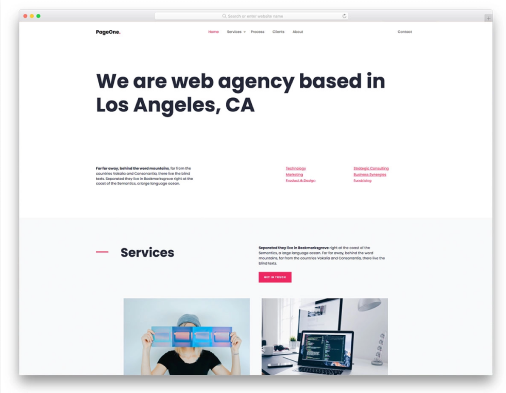 Search or enter website name
PageOne.
Home Services Process Clients About
Contact
We are web agency based in
Los Angeles, CA
Far far away, behind the word mountains, far from the
countries Vokalia and Consonantia, there live the blind
texts. Separated they live in Bookmarksgrove right at the
coast of the Semantics, a large language ocean.
Technology
Marketing
Product & Design
Strategic Consulting
Business Strategies
Fundraising
Services
Separated they live in Bookmarksgrove right at the coast of the
Semantics, a large language ocean. Far far away, behind the word
mountains, far from the countries Vokalia and Consonantia, there live the
blind texts.
GET IN TOUCH